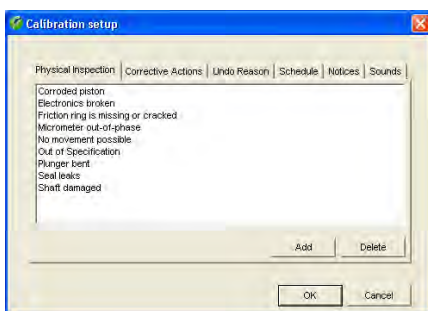 Calibration setup
Physical Inspection Corrective Actions Undo Reason Schedule Notices Sounds
Corroded piston
Electronics broken
Friction ring is missing or cracked
Micrometer out-of-phase
No movement possible
Out of Specification
Plunger bent
Seal leaks
Shaft damaged
Add Delete
OK Cancel